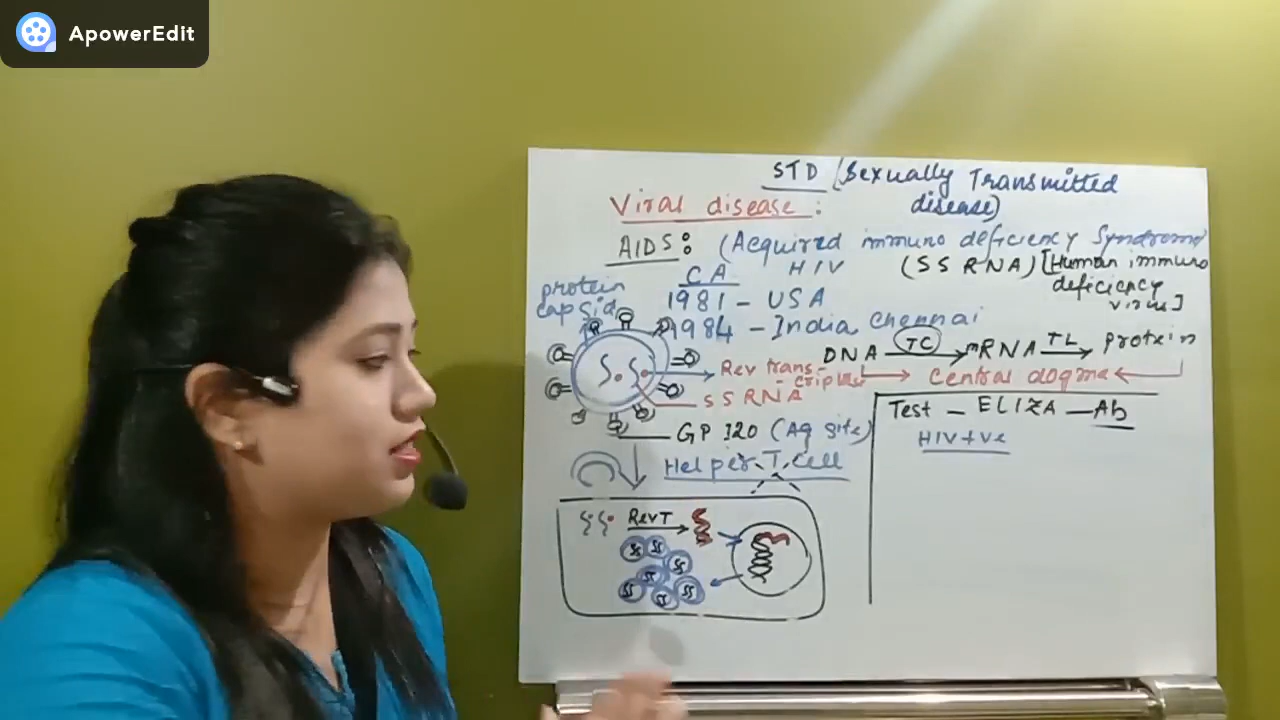 ApowerEdit
STD (Sexually Transmitted
disease)
Viral disease :
AIDS : (Acquired immuno deficiency Syndrome)
CA HIV (SS RNA) [Human immuno
deficiency
virus]
protein
capsid
1981 - USA
1984 - India Chennai
DNA TC mRNA TL protein
Rev trans-
criptase
Central dogma
SS RNA
GP 120 (Ag site)
Helper T cell
Test - ELIZA - Ab
HIV +ve
RevT